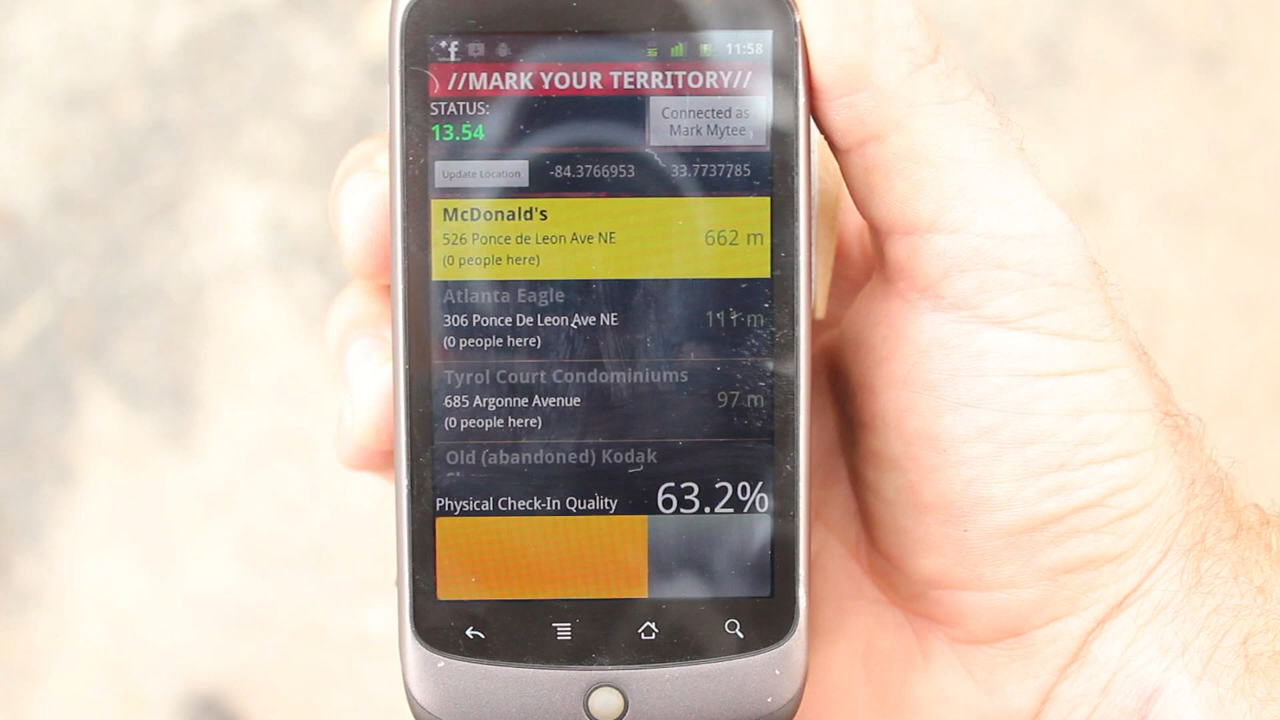 11:58
//MARK YOUR TERRITORY//
STATUS:
13.54
Connected as
Mark Mytee
Update Location -84.3766953 33.7737785
McDonald's
526 Ponce de Leon Ave NE 662 m
(0 people here)
Atlanta Eagle
306 Ponce De Leon Ave NE 111 m
(0 people here)
Tyrol Court Condominiums
685 Argonne Avenue 97 m
(0 people here)
Old (abandoned) Kodak
Physical Check-In Quality 63.2%